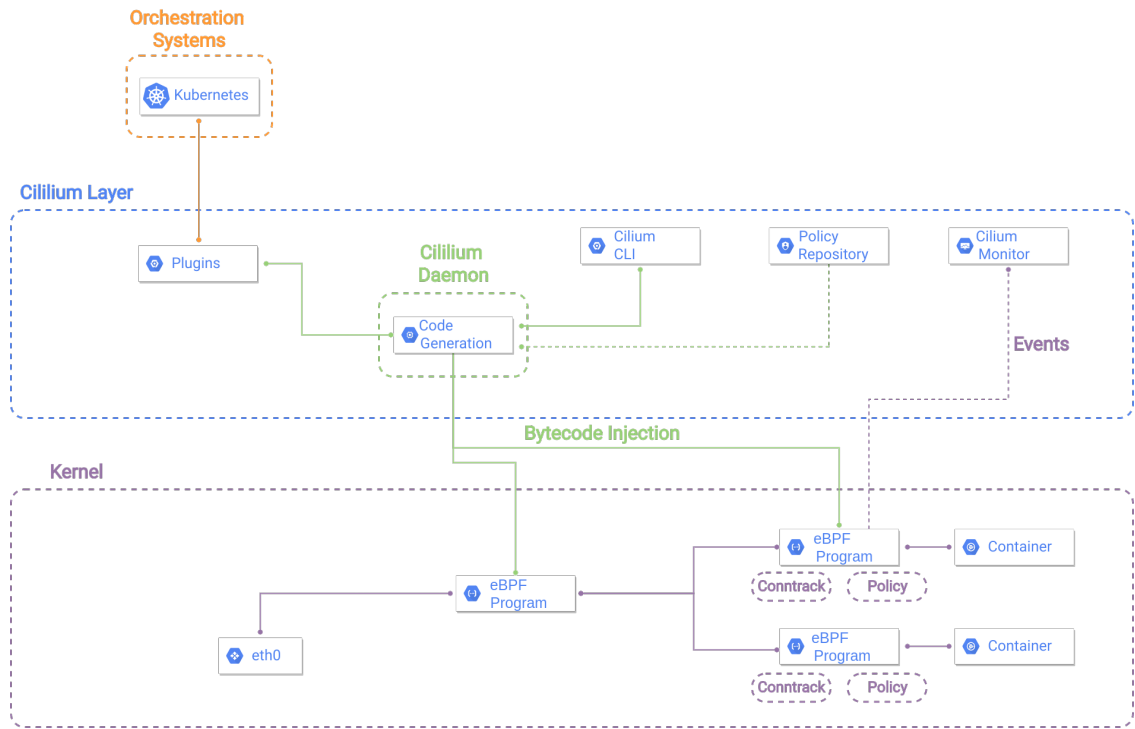 Orchestration
Systems
Kubernetes
Cililium Layer
Plugins
Cililium
Daemon
Cilium
CLI
Policy
Repository
Cilium
Monitor
Code
Generation
Events
Bytecode Injection
Kernel
eBPF
Program
Container
Conntrack
Policy
eBPF
Program
eth0
eBPF
Program
Container
Conntrack
Policy